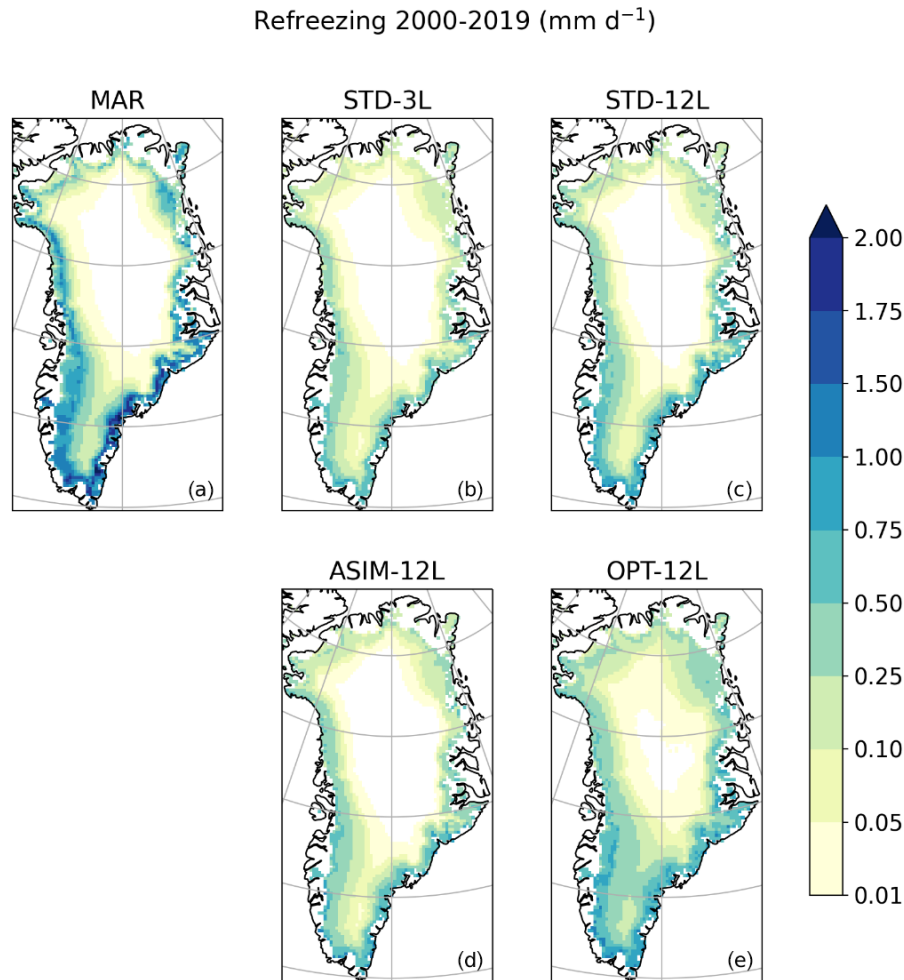 Refreezing 2000-2019 (mm d⁻¹)
MAR
STD-3L
STD-12L
(a)
(b)
(c)
ASIM-12L
OPT-12L
(d)
(e)
2.00
1.75
1.50
1.00
0.75
0.50
0.25
0.10
0.05
0.01